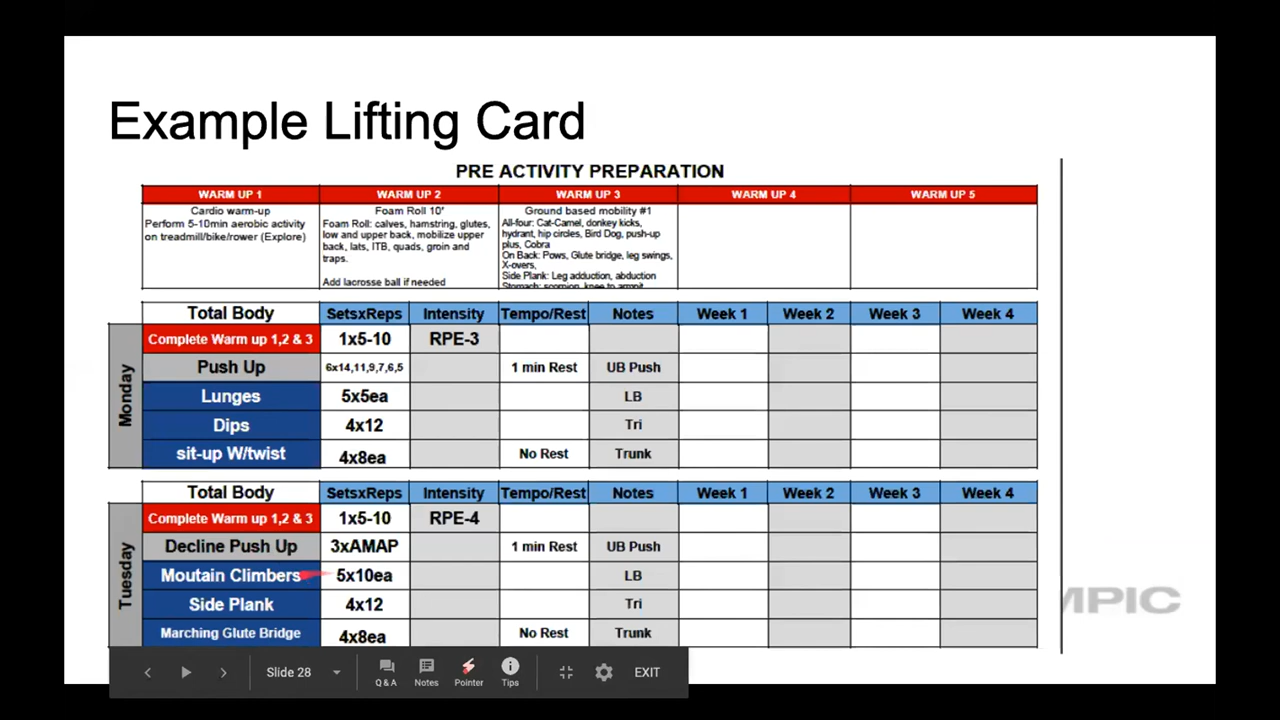 Example Lifting Card
PRE ACTIVITY PREPARATION
WARM UP 1 WARM UP 2 WARM UP 3 WARM UP 4 WARM UP 5
Cardio warm-up
Perform 5-10min aerobic activity
on treadmill/bike/rower (Explore)
Foam Roll 10'
Foam Roll: calves, hamstring, glutes,
low and upper back, mobilize upper
back, lats, ITB, quads, groin and
traps.
Add lacrosse ball if needed
Ground based mobility #1
All-four: Cat-Camel, donkey kicks,
hydrant, hip circles, Bird Dog, push-up
plus, Cobra
On Back: Pows, Glute bridge, leg swings,
X-overs,
Side Plank: Leg adduction, abduction
Stomach: scorpion, knee to armpit
Monday
Total Body SetsxReps Intensity Tempo/Rest Notes Week 1 Week 2 Week 3 Week 4
Complete Warm up 1,2 & 3 1x5-10 RPE-3
Push Up 6x14,11,9,7,6,5 1 min Rest UB Push
Lunges 5x5ea LB
Dips 4x12 Tri
sit-up W/twist 4x8ea No Rest Trunk
Tuesday
Total Body SetsxReps Intensity Tempo/Rest Notes Week 1 Week 2 Week 3 Week 4
Complete Warm up 1,2 & 3 1x5-10 RPE-4
Decline Push Up 3xAMAP 1 min Rest UB Push
Moutain Climbers 5x10ea LB
Side Plank 4x12 Tri
Marching Glute Bridge 4x8ea No Rest Trunk
MPIC
Slide 28 Q & A Notes Pointer Tips EXIT